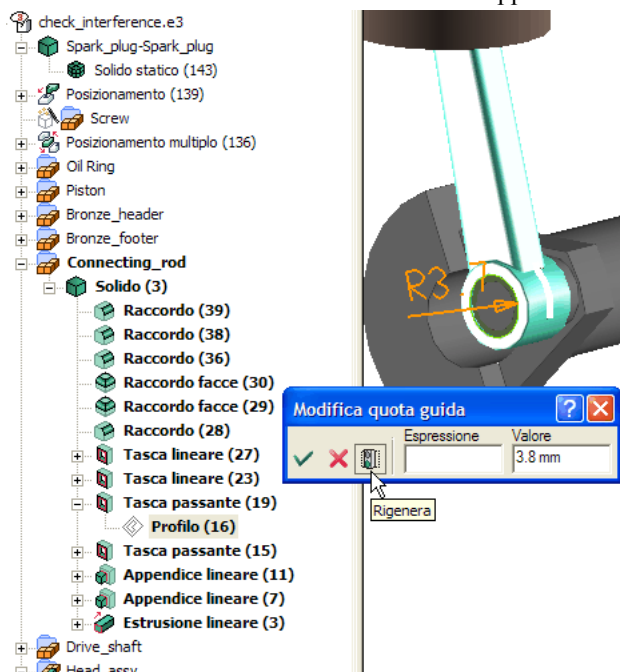 check_interference.e3
Spark_plug-Spark_plug
Solido statico (143)
Posizionamento (139)
Screw
Posizionamento multiplo (136)
Oil Ring
Piston
Bronze_header
Bronze_footer
Connecting_rod
Solido (3)
Raccordo (39)
Raccordo (38)
Raccordo (36)
Raccordo facce (30)
Raccordo facce (29)
Raccordo (28)
Tasca lineare (27)
Tasca lineare (23)
Tasca passante (19)
Profilo (16)
Tasca passante (15)
Appendice lineare (11)
Appendice lineare (7)
Estrusione lineare (3)
Drive_shaft
Head_assy
R3.7
Modifica quota guida
Espressione Valore
3.8 mm
Rigenera